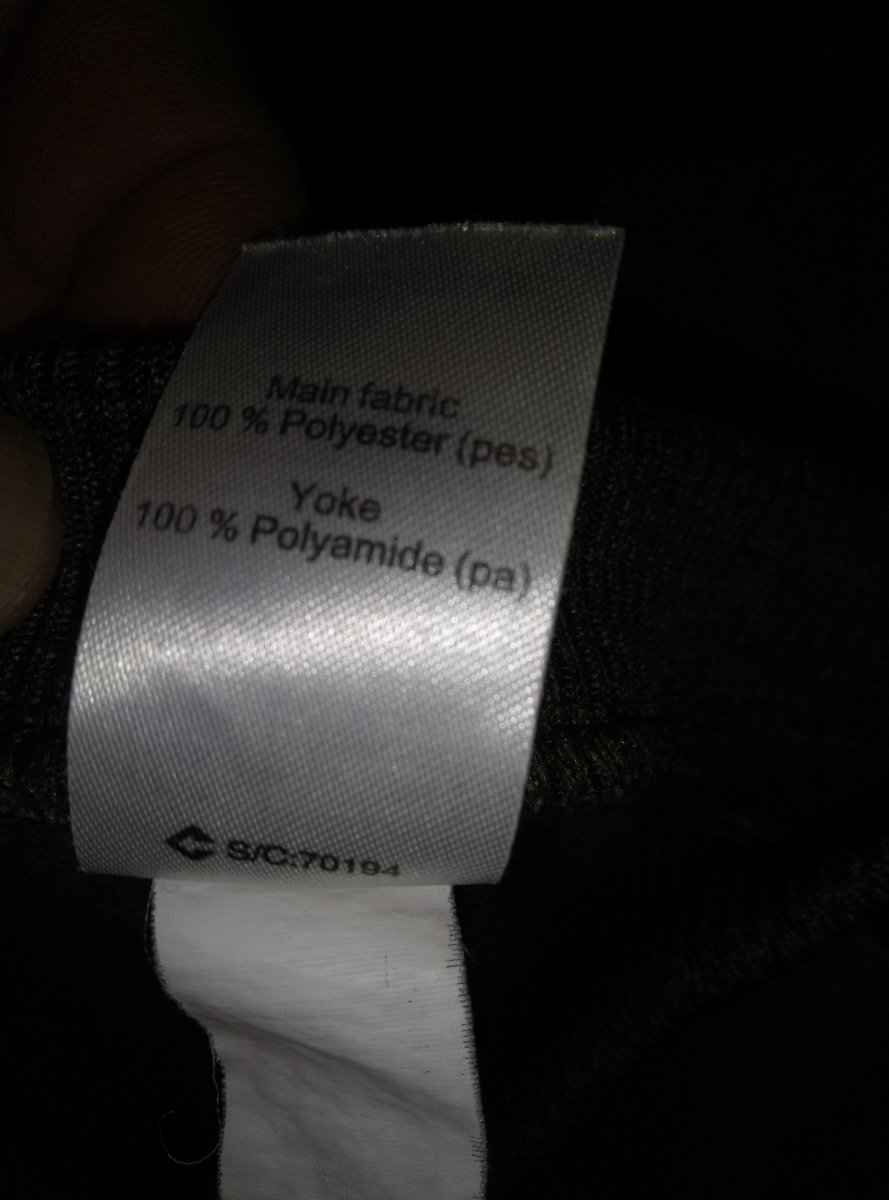 Main fabric
100 % Polyester (pes)
Yoke
100 % Polyamide (pa)
S/C:70194